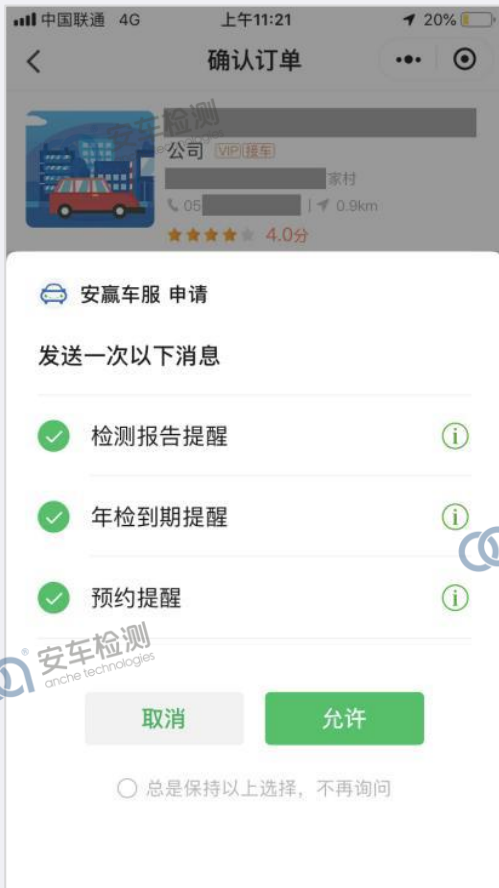 中国联通 4G 上午11:21 20%
确认订单
安车检测
公司 VIP接车
家村
05 0.9km
4.0分
安赢车服 申请
发送一次以下消息
检测报告提醒
年检到期提醒
预约提醒
安车检测
anche technologies
取消 允许
总是保持以上选择，不再询问